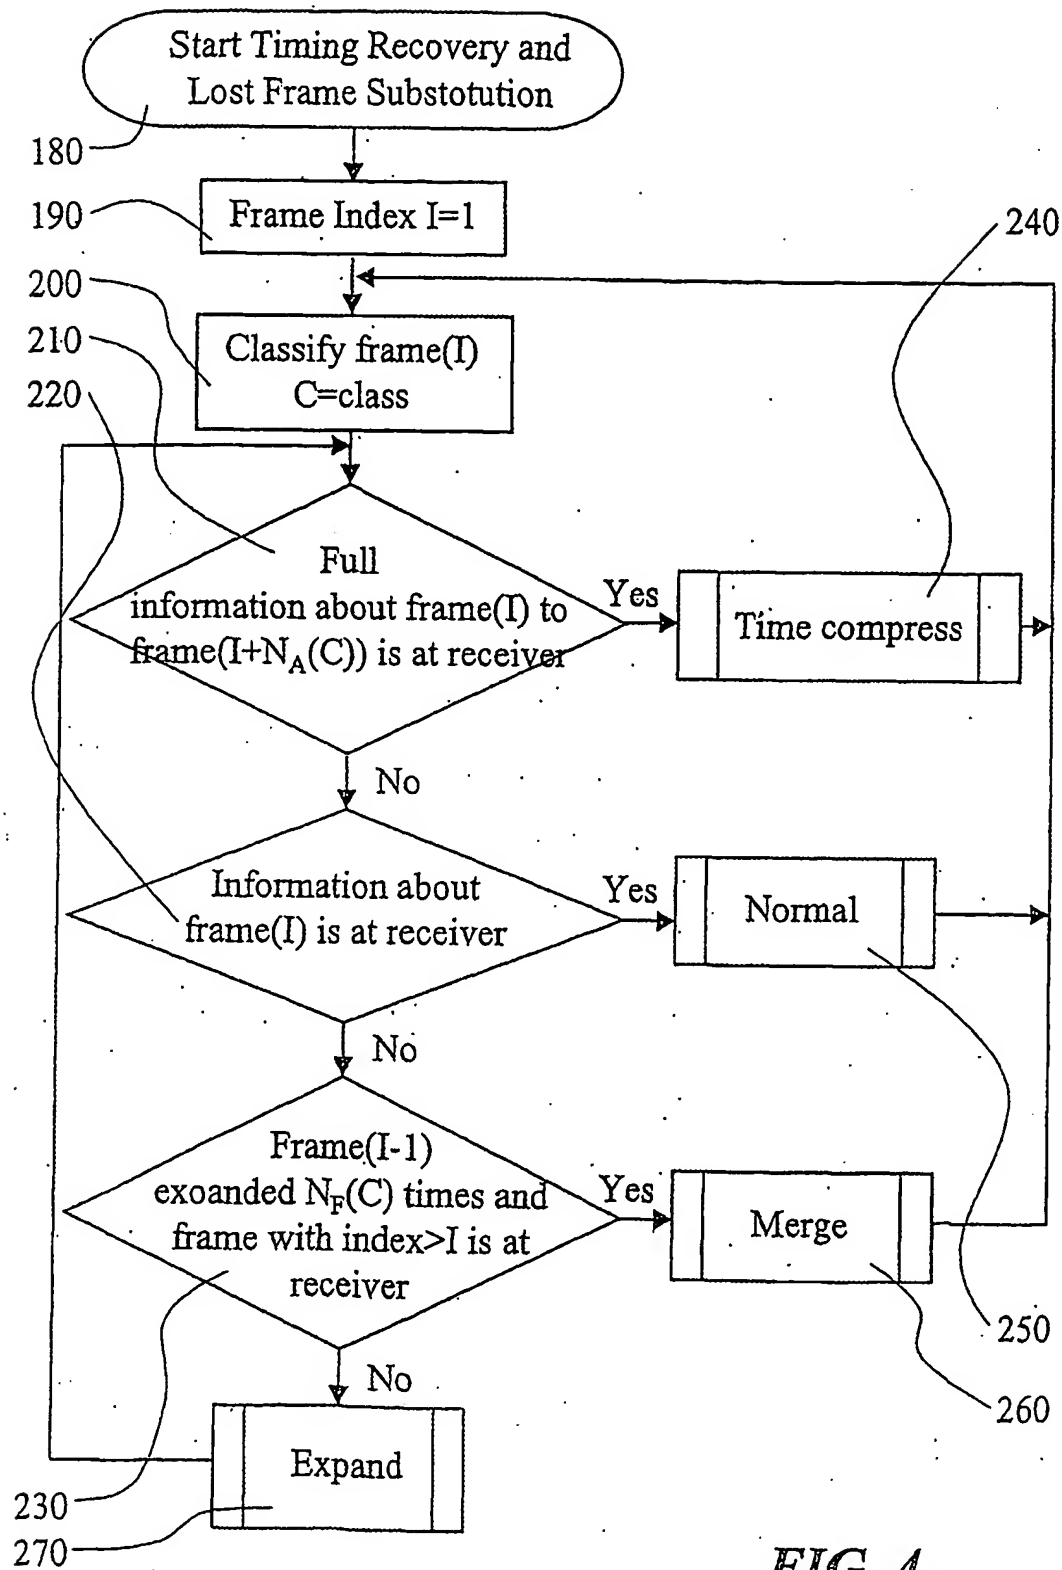 Start Timing Recovery and
Lost Frame Substotution
180
190
Frame Index I=1
240
200
210
Classify frame(I)
C=class
220
Full
information about frame(I) to
frame(I+N_A(C)) is at receiver
Yes
Time compress
No
Information about
frame(I) is at receiver
Yes
Normal
No
Frame(I-1)
exoanded N_F(C) times and
frame with index>I is at
receiver
Yes
Merge
250
260
No
Expand
230
270
FIG. 4